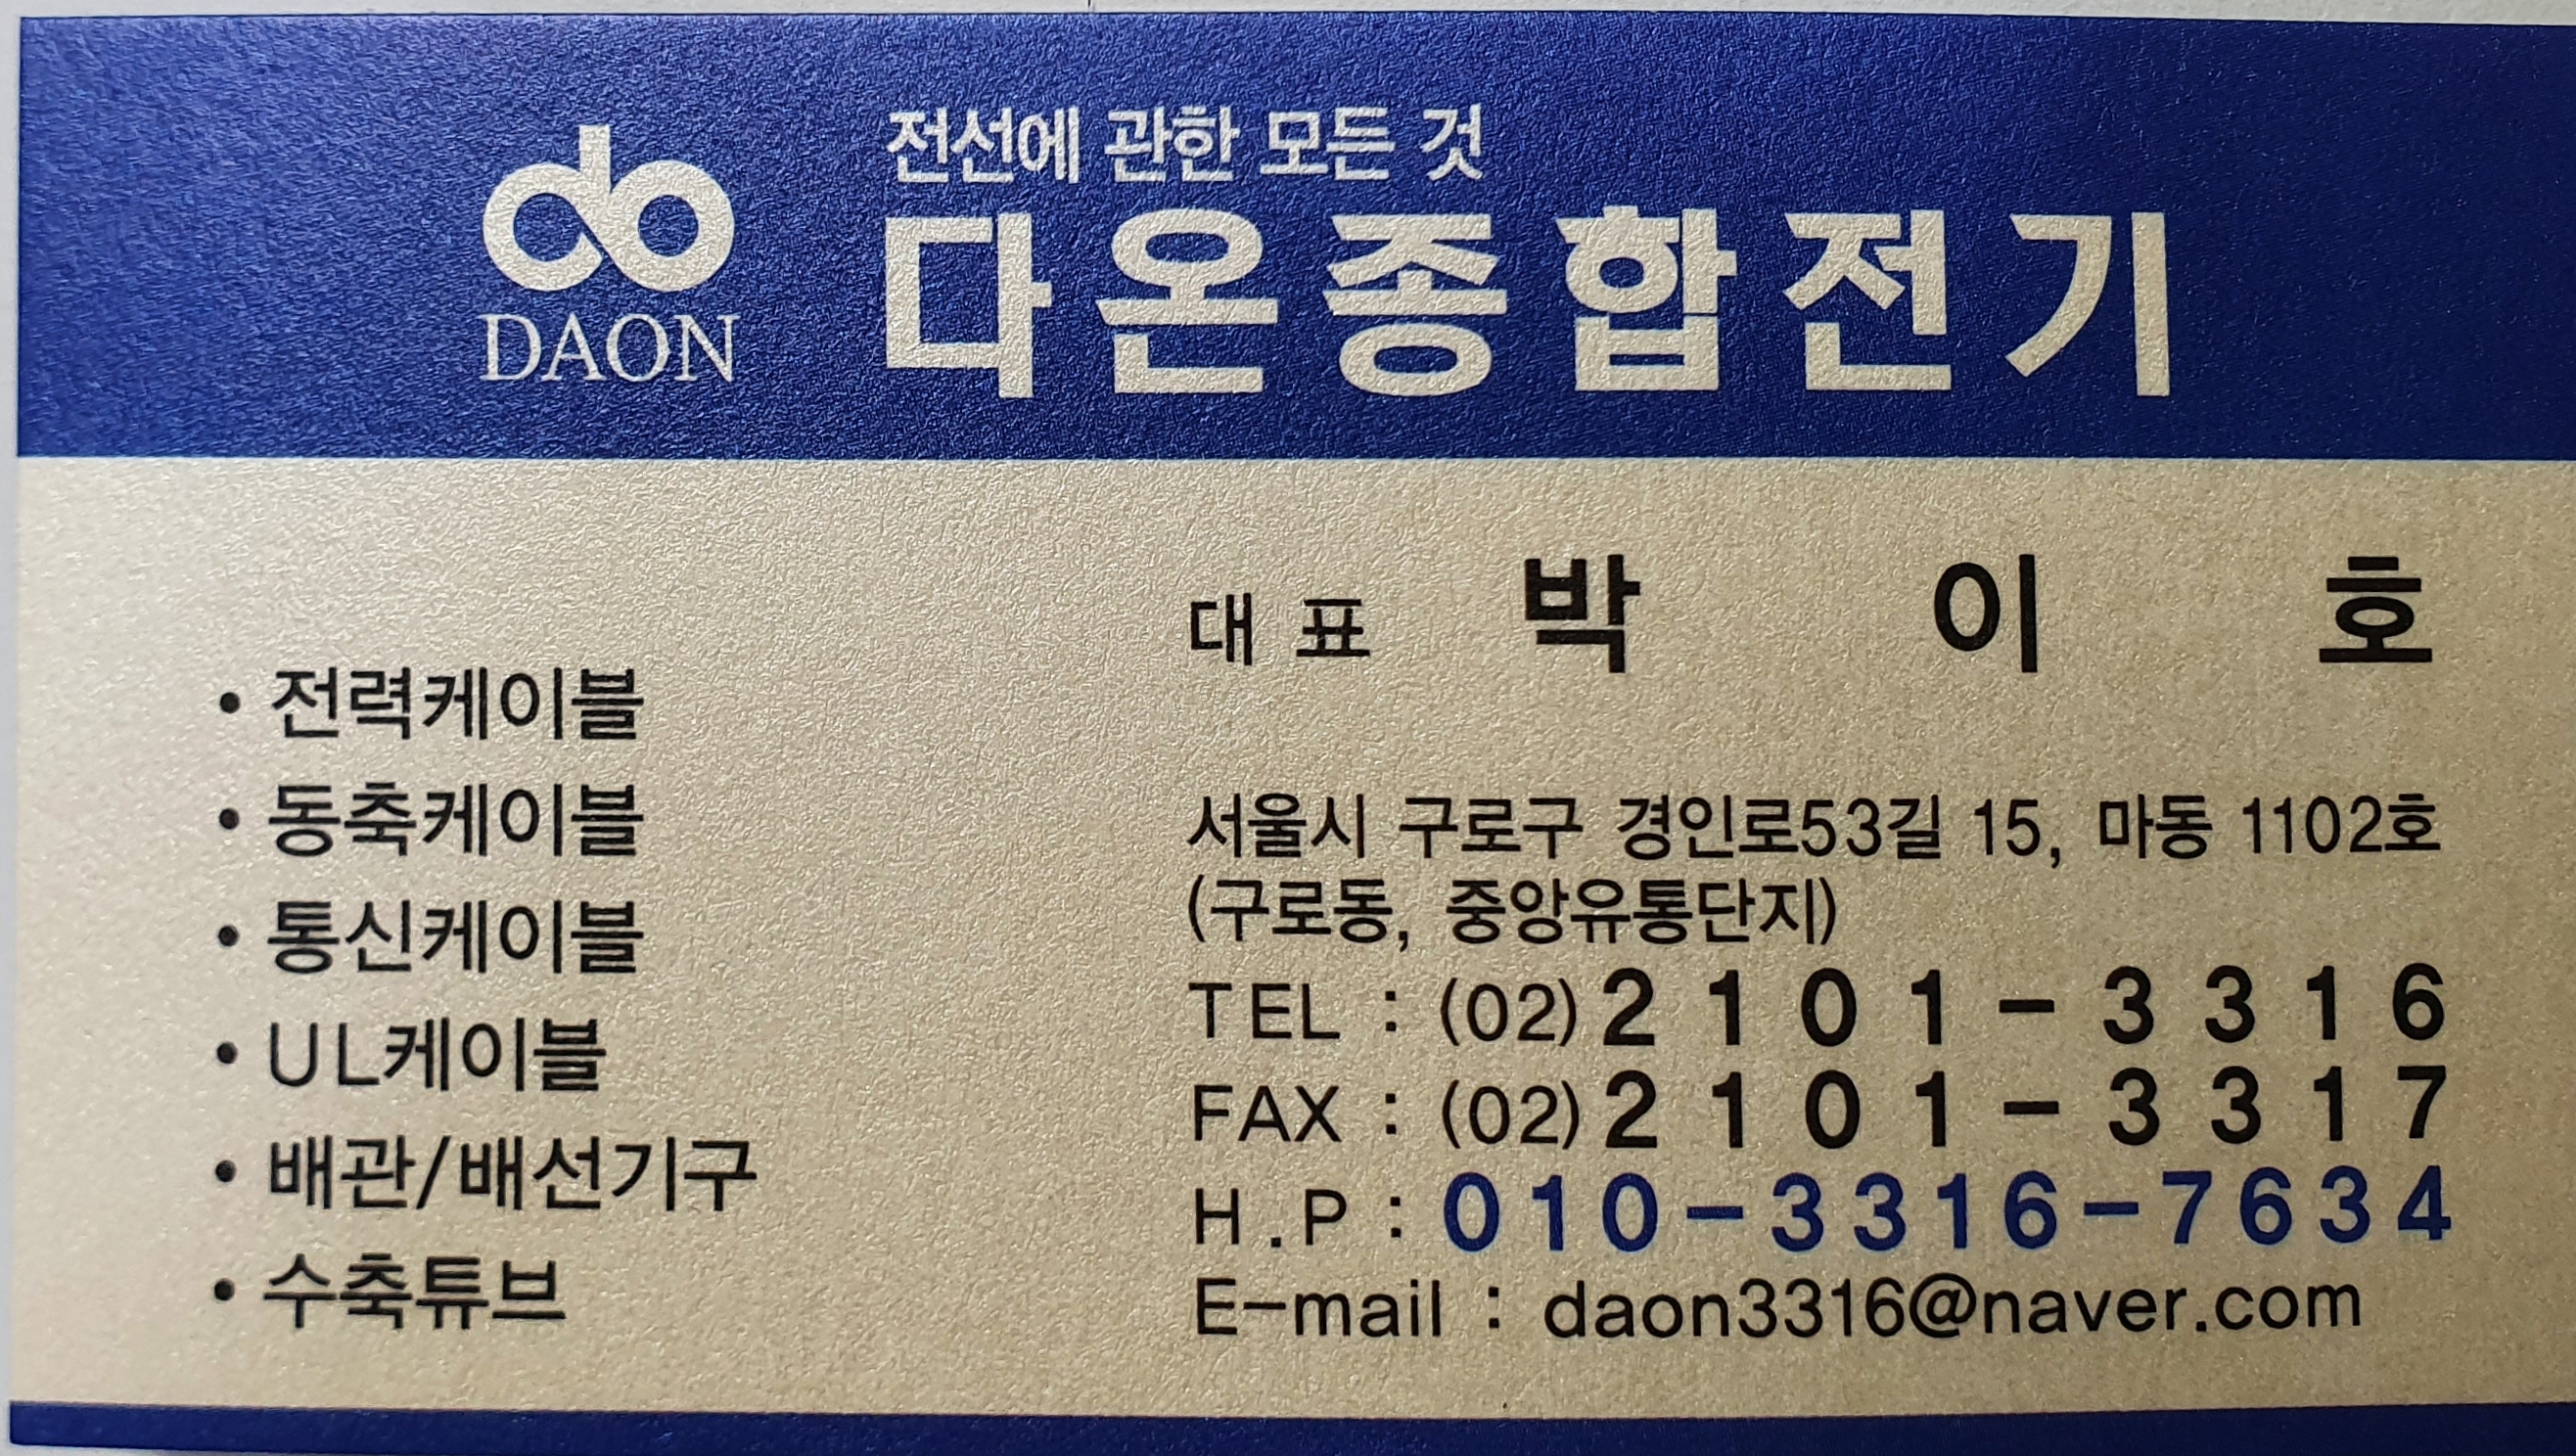 전선에 관한 모든 것
DAON
다온종합전기
대표 박이호
• 전력케이블
• 동축케이블
• 통신케이블
• UL케이블
• 배관/배선기구
• 수축튜브
서울시 구로구 경인로53길 15, 마동 1102호
(구로동, 중앙유통단지)
TEL : (02) 2101-3316
FAX : (02) 2101-3317
H.P : 010-3316-7634
E-mail : daon3316@naver.com